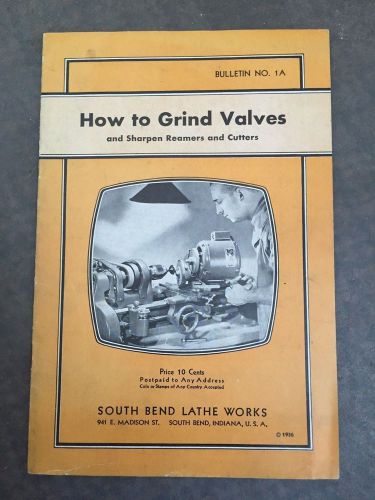 BULLETIN NO. 1A
How to Grind Valves
and Sharpen Reamers and Cutters
Price 10 Cents
Postpaid to Any Address
Coin or Stamps of Any Country Accepted
SOUTH BEND LATHE WORKS
941 E. MADISON ST. SOUTH BEND, INDIANA, U. S. A.
© 1936